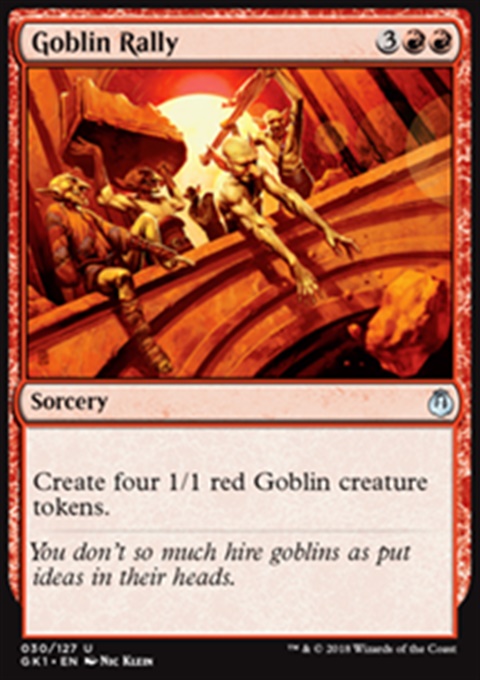 Goblin Rally 3
Sorcery
Create four 1/1 red Goblin creature
tokens.
You don't so much hire goblins as put
ideas in their heads.
030/127 U
GK1 • EN Nic Klein
™ & © 2018 Wizards of the Coast